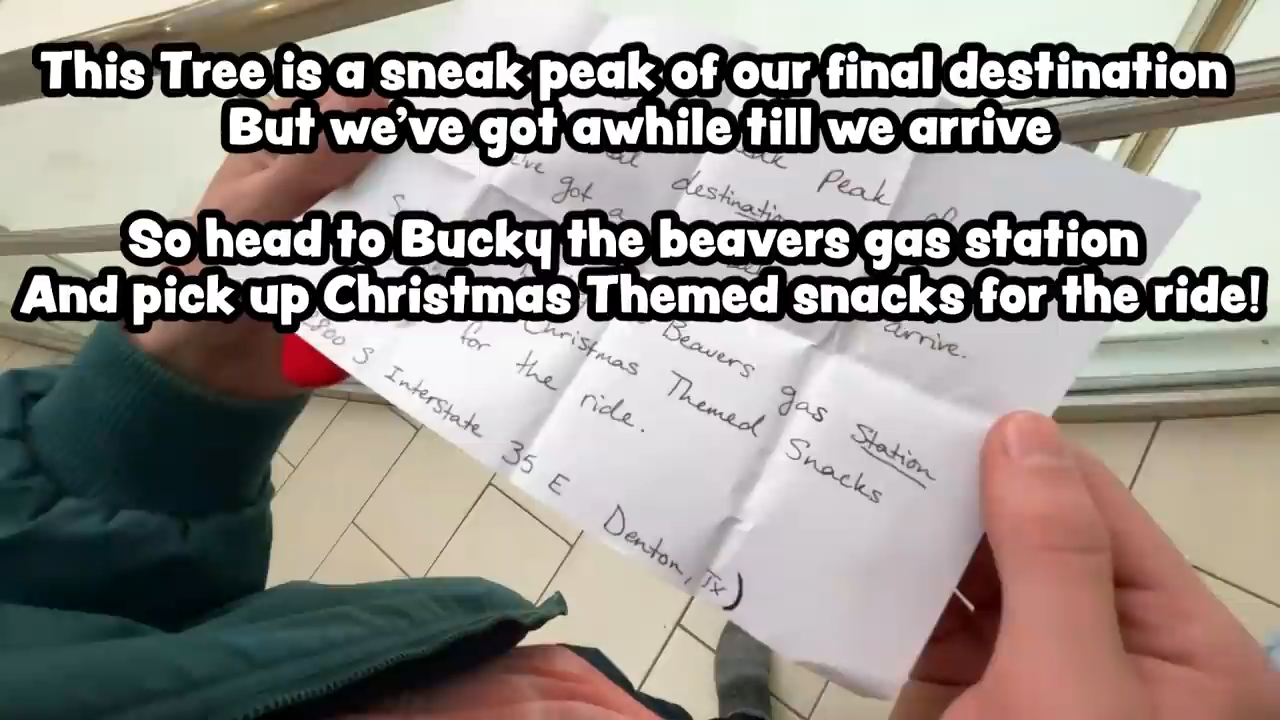 This Tree is a sneak peak of our final destination
But we've got awhile till we arrive
So head to Bucky the beavers gas station
And pick up Christmas Themed snacks for the ride!
Peak
destination
've got a
arrive.
Beavers gas Station
Christmas Themed Snacks
for the ride.
800 S Interstate 35 E Denton, Tx)